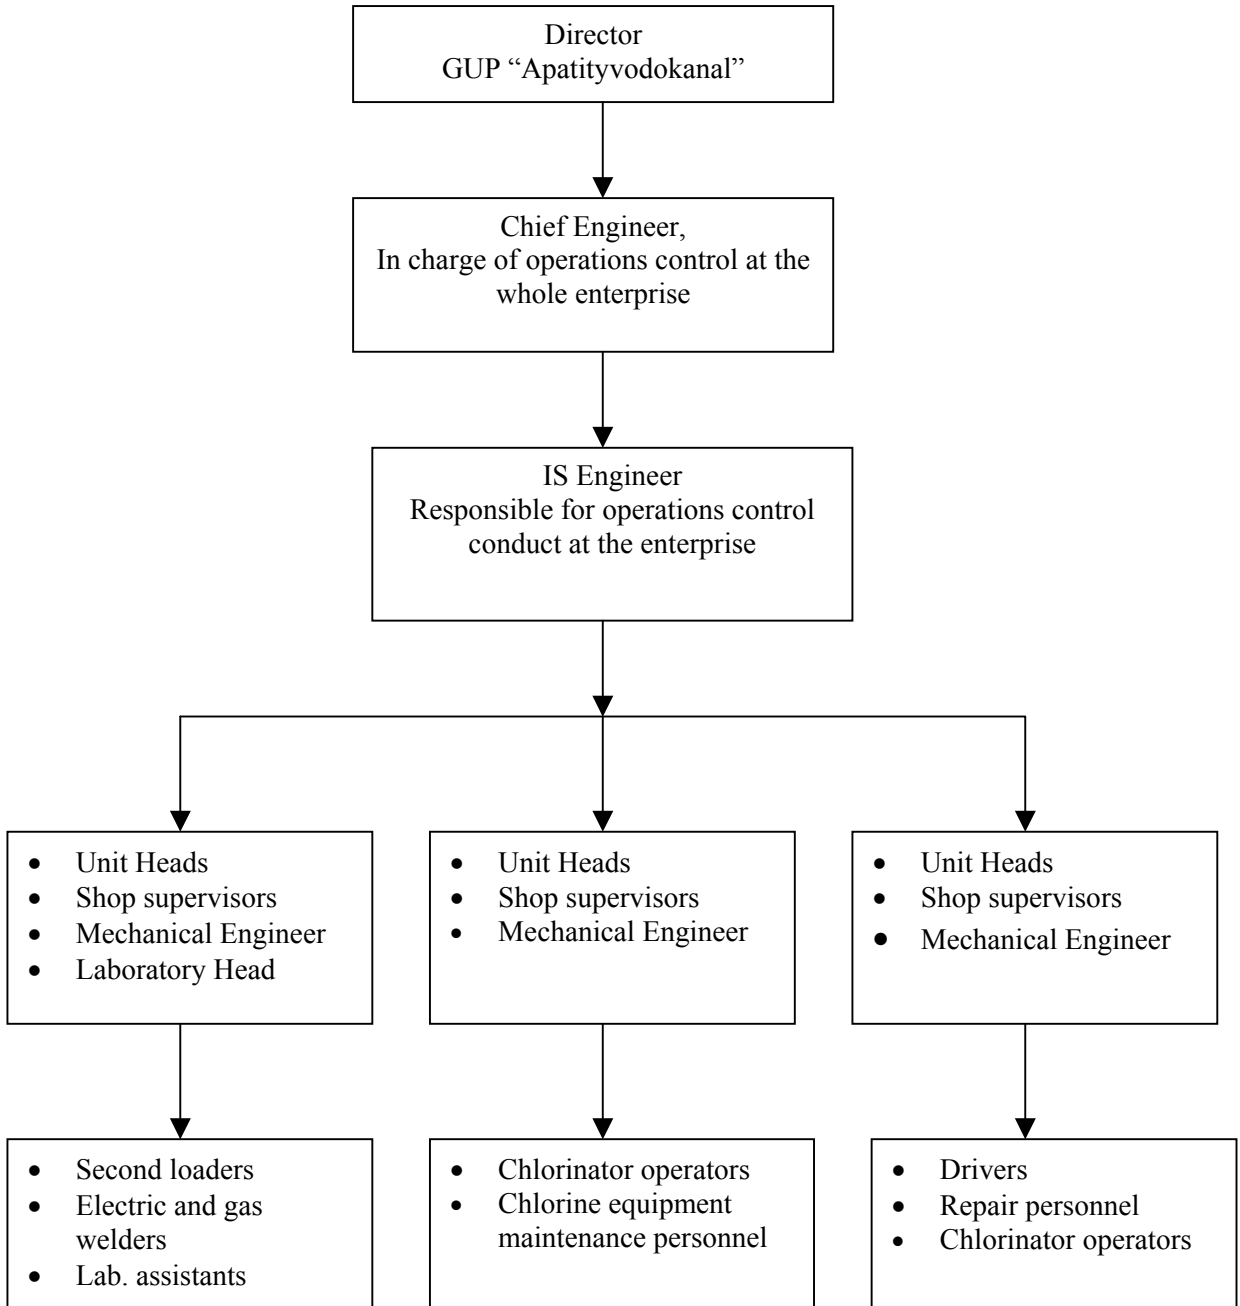 Director
GUP “Apatityvodokanal”
Chief Engineer,
In charge of operations control at the
whole enterprise
IS Engineer
Responsible for operations control
conduct at the enterprise
• Unit Heads
• Shop supervisors
• Mechanical Engineer
• Laboratory Head
• Unit Heads
• Shop supervisors
• Mechanical Engineer
• Unit Heads
• Shop supervisors
• Mechanical Engineer
• Second loaders
• Electric and gas
welders
• Lab. assistants
• Chlorinator operators
• Chlorine equipment
maintenance personnel
• Drivers
• Repair personnel
• Chlorinator operators